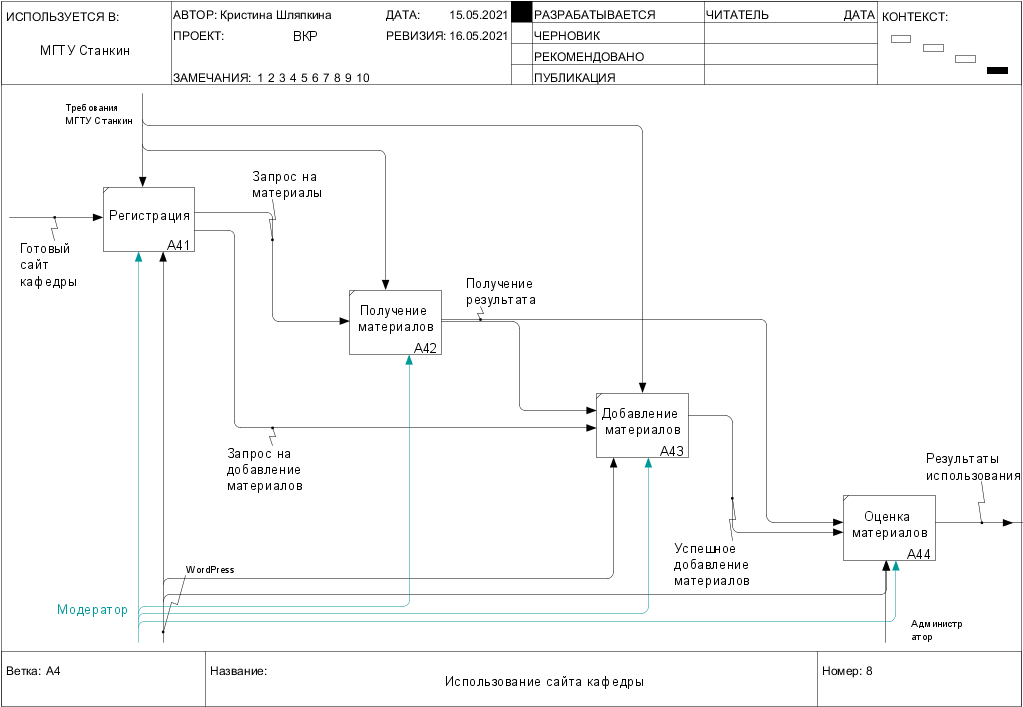 ИСПОЛЬЗУЕТСЯ В:
МГТУ Станкин
АВТОР: Кристина Шляпкина
ДАТА: 15.05.2021
ПРОЕКТ: ВКР
РЕВИЗИЯ: 16.05.2021
ЗАМЕЧАНИЯ: 1 2 3 4 5 6 7 8 9 10
РАЗРАБАТЫВАЕТСЯ
ЧЕРНОВИК
РЕКОМЕНДОВАНО
ПУБЛИКАЦИЯ
ЧИТАТЕЛЬ ДАТА
КОНТЕКСТ:
Требования
МГТУ Станкин
Запрос на
материалы
Регистрация
A41
Готовый
сайт
кафедры
Получение
результата
Получение
материалов
A42
Добавление
материалов
A43
Запрос на
добавление
материалов
Результаты
использования
Оценка
материалов
A44
Успешное
добавление
материалов
WordPress
Модератор
Администр
атор
Ветка: A4
Название:
Использование сайта кафедры
Номер: 8